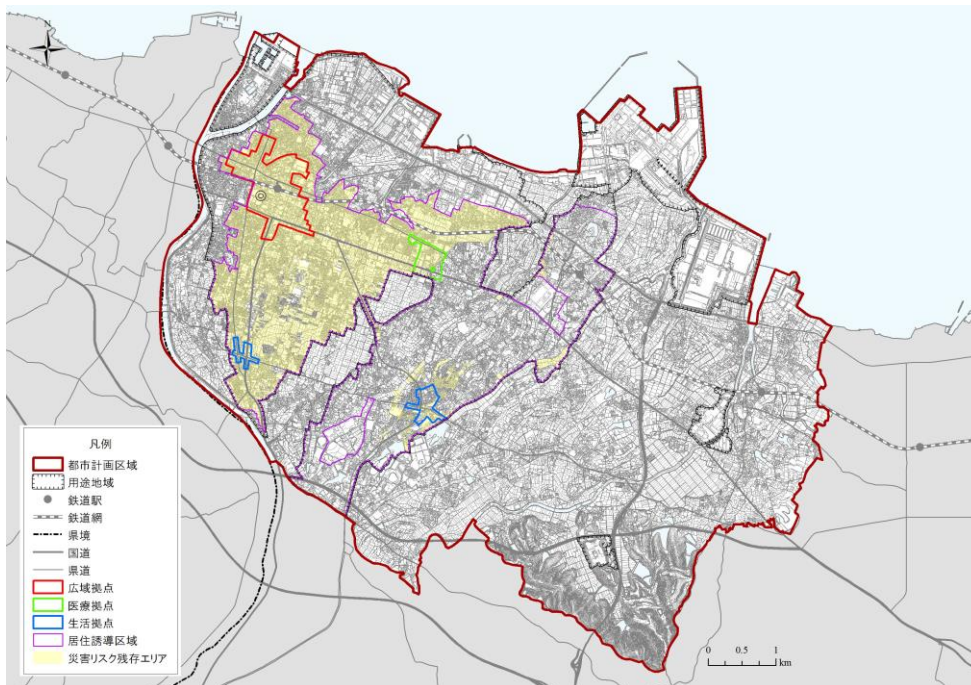 N
凡例
都市計画区域
用途地域
鉄道駅
鉄道網
県境
国道
県道
広域拠点
医療拠点
生活拠点
居住誘導区域
災害リスク残存エリア
0 0.5 1
km